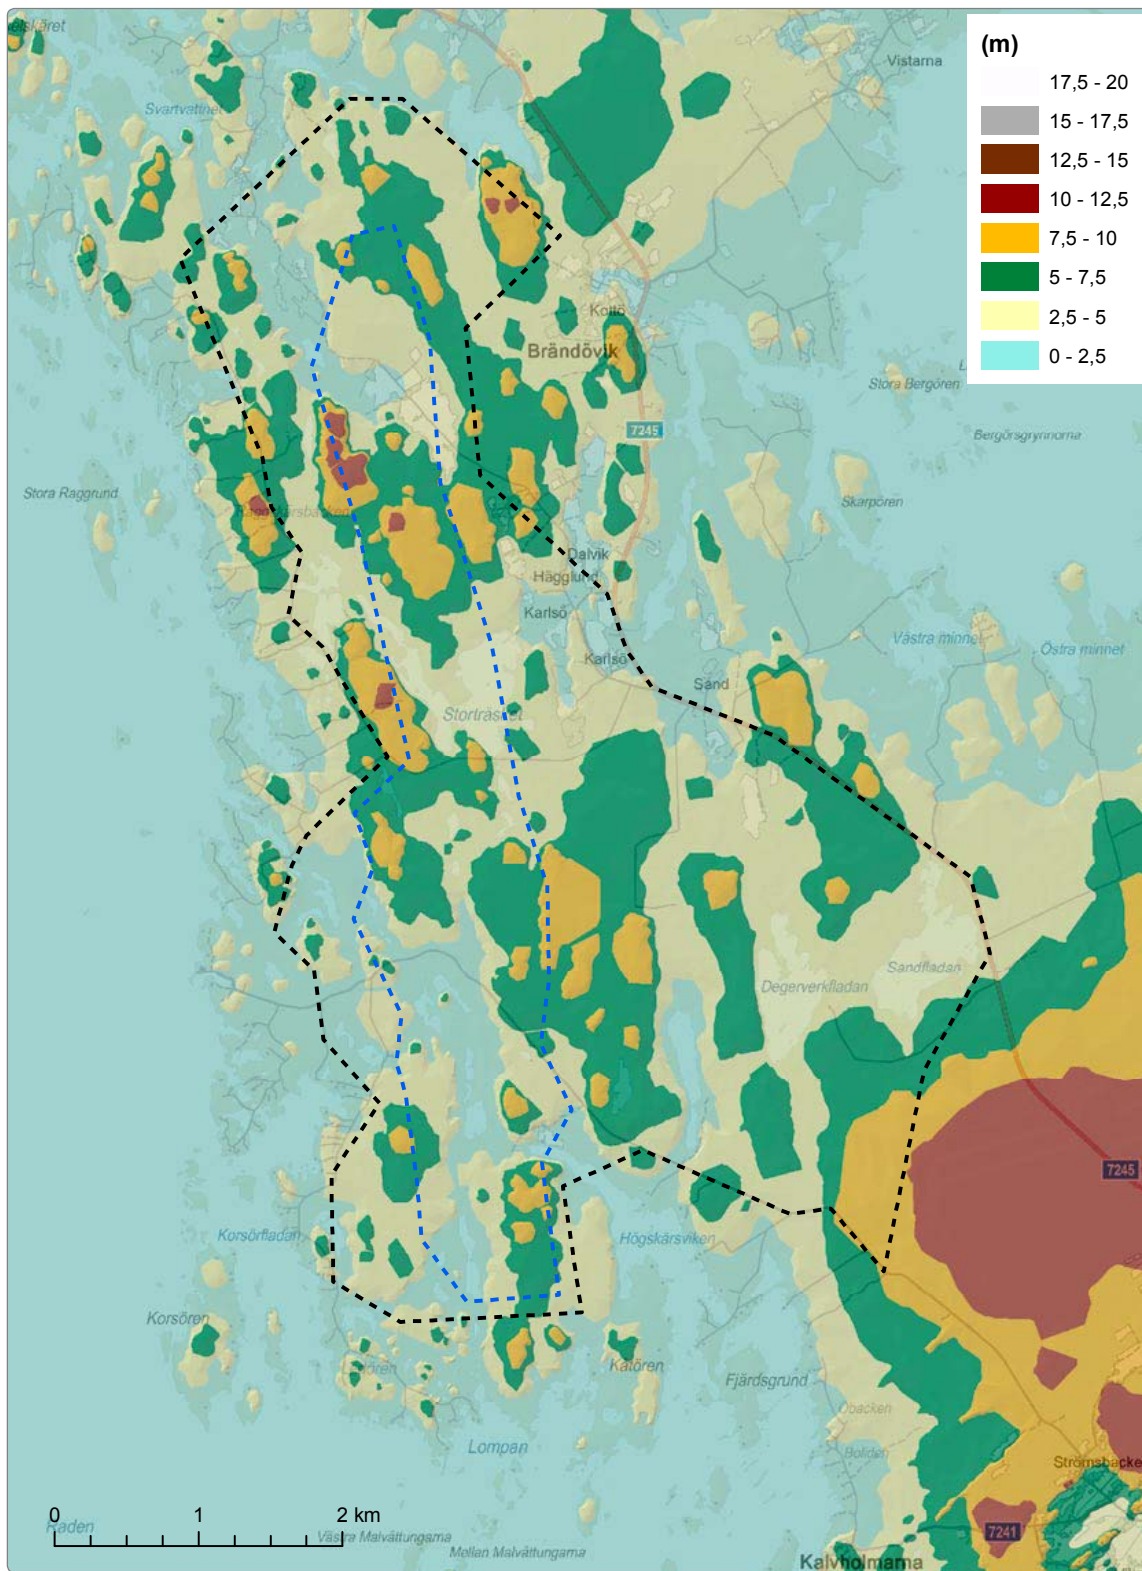 (m)
17,5 - 20
15 - 17,5
12,5 - 15
10 - 12,5
7,5 - 10
5 - 7,5
2,5 - 5
0 - 2,5
Vistarna
Svartvattnet
Brändövik
Stora Bergören
7245
Bergörsgrynnorna
Stora Raggrund
Skarpören
Dalvik
Hägglund
Karlsö
Västra minnet
Östra minnet
Karlsö
Sand
Storträsket
Sandfladan
Degerverkfladan
7245
Korsörfladan
Högskärsviken
Korsören
Katören
Fjärdsgrund
Obacken
Lompan
Boliden
Strömsbacke
0 1 2 km
Raden
Västra Malvättungarna
7241
Mellan Malvättungarna
Kalvholmarna